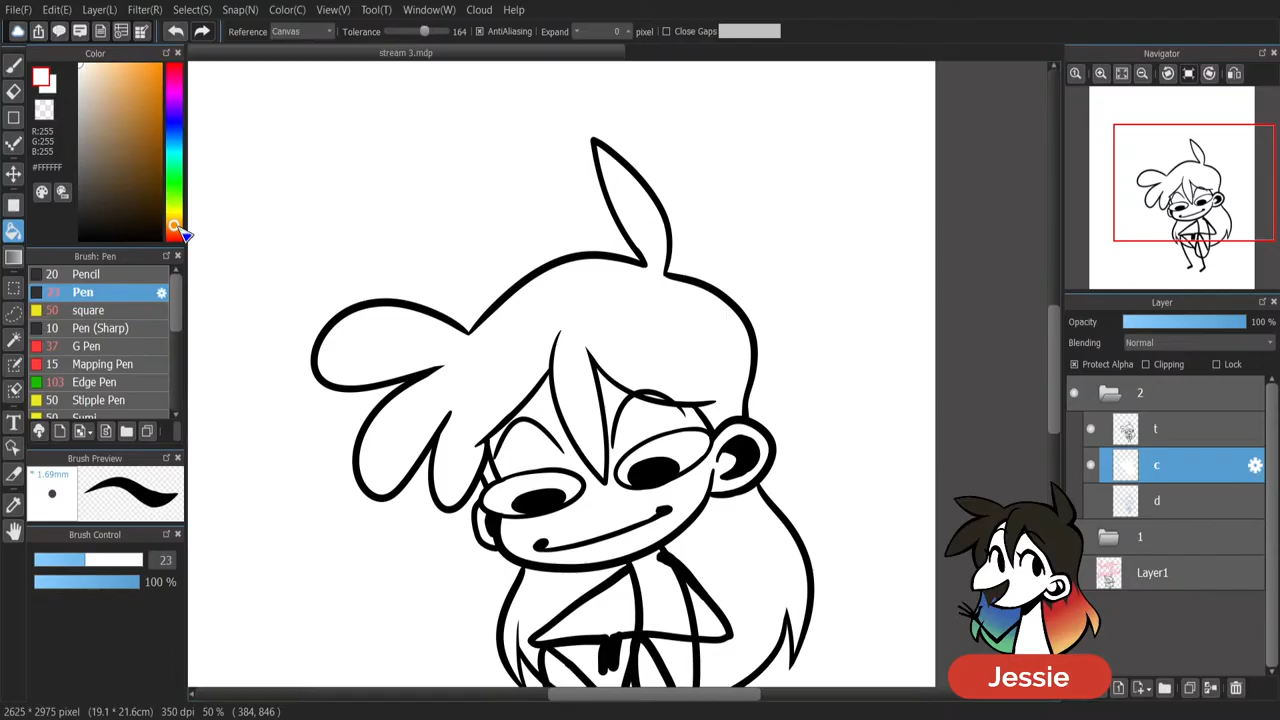 File(F) Edit(E) Layer(L) Filter(R) Select(S) Snap(N) Color(C) View(V) Tool(T) Window(W) Cloud Help
Reference Canvas Tolerance 164 AntiAliasing Expand 0 pixel Close Gaps
Color
stream 3.mdp
Navigator
R:255
G:255
B:255
#FFFFFF
Brush: Pen
20 Pencil
23 Pen
50 square
10 Pen (Sharp)
37 G Pen
15 Mapping Pen
103 Edge Pen
50 Stipple Pen
50 Sumi
Brush Preview
* 1.69mm
Brush Control
23
100 %
Layer
Opacity 100 %
Blending Normal
Protect Alpha Clipping Lock
2
t
c
d
1
Layer1
Jessie
2625 * 2975 pixel (19.1 * 21.6cm) 350 dpi 50 % ( 384, 846 )